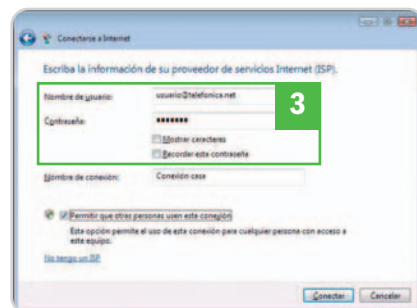 Conectarse a Internet
Escriba la información de su proveedor de servicios Internet (ISP).
Nombre de usuario: usuario@telefonica.net
3
Contraseña: •••••••
Mostrar caracteres
Recordar esta contraseña
Nombre de conexión: Conexión casa
Permitir que otras personas usen esta conexión
Esta opción permite el uso de esta conexión para cualquier persona con acceso a
este equipo.
No tengo un ISP
Conectar Cancelar